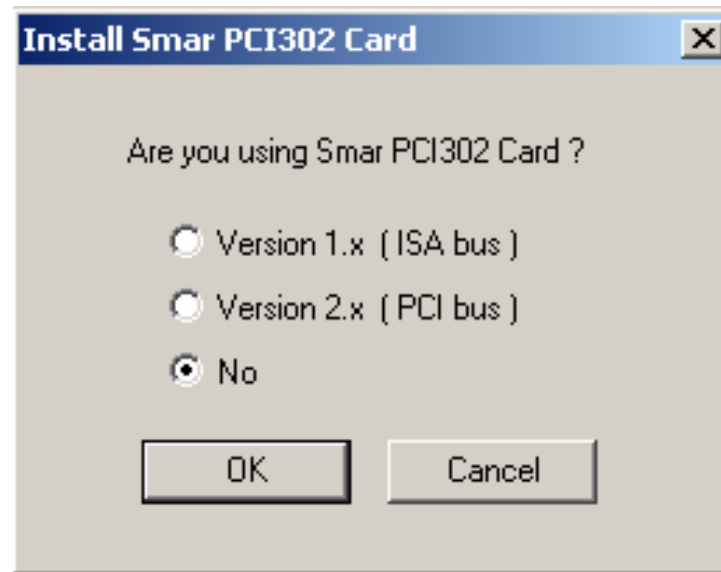 Install Smar PCI302 Card
Are you using Smar PCI302 Card ?
Version 1.x ( ISA bus )
Version 2.x ( PCI bus )
No
OK Cancel